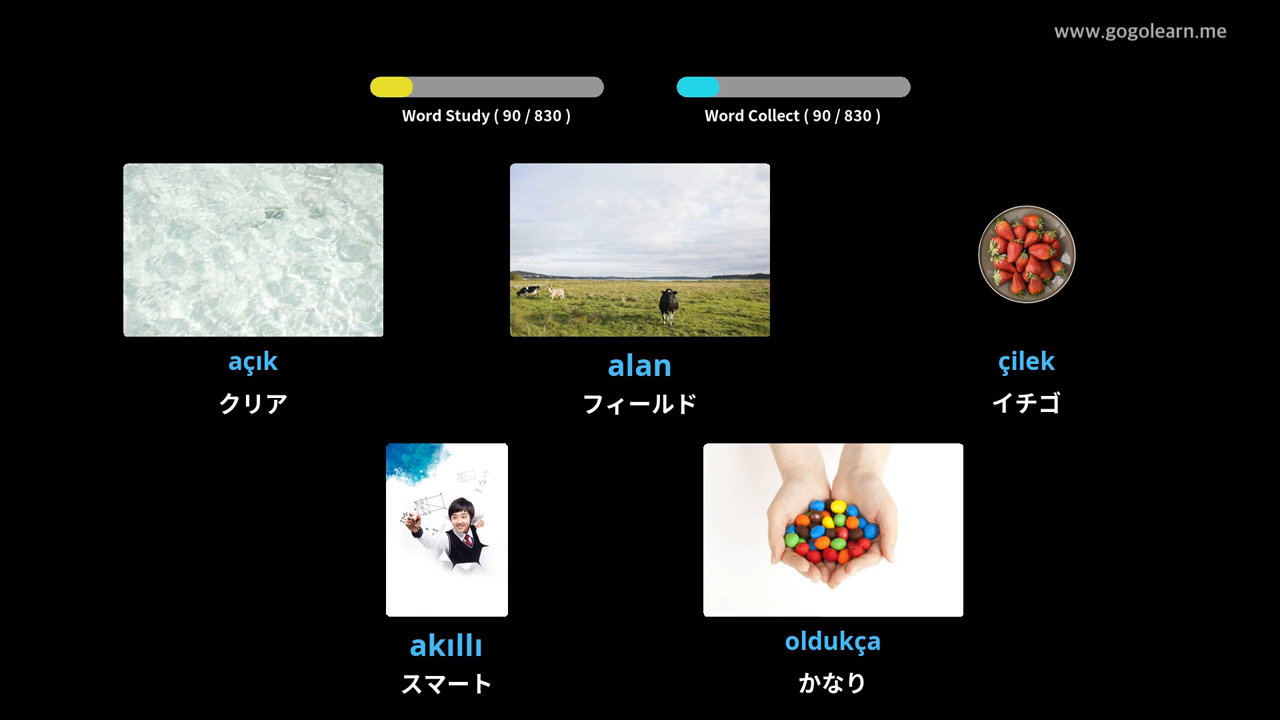 www.gogolearn.me
Word Study ( 90 / 830 )
Word Collect ( 90 / 830 )
açık
クリア
alan
フィールド
çilek
イチゴ
akıllı
スマート
oldukça
かなり